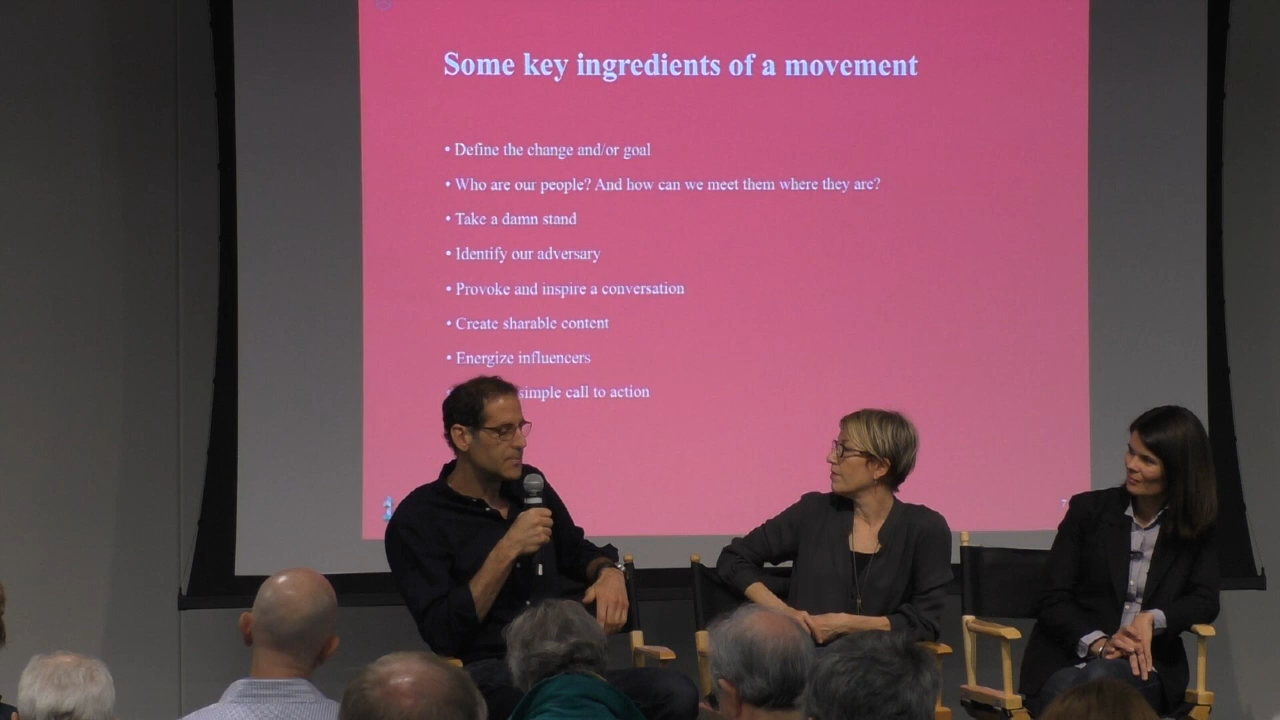 Some key ingredients of a movement
• Define the change and/or goal
• Who are our people? And how can we meet them where they are?
• Take a damn stand
• Identify our adversary
• Provoke and inspire a conversation
• Create sharable content
• Energize influencers
simple call to action